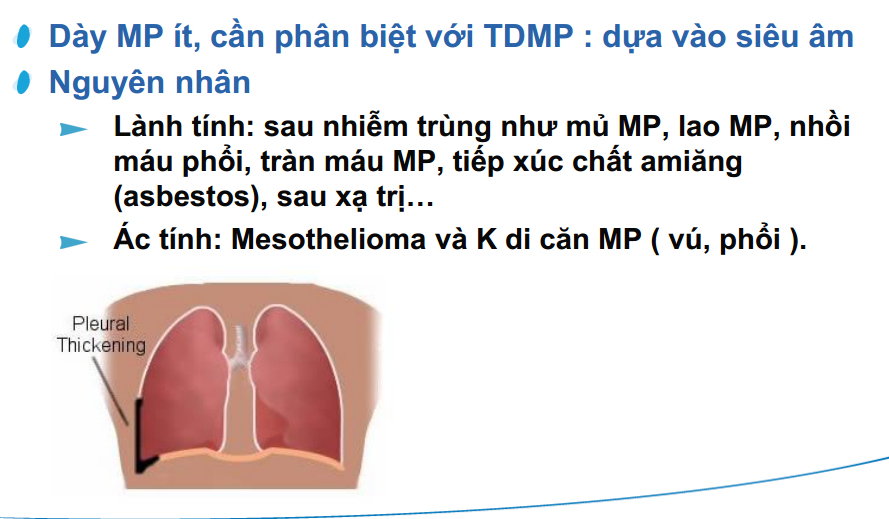 Dày MP ít, cần phân biệt với TDMP : dựa vào siêu âm
Nguyên nhân
Lành tính: sau nhiễm trùng như mủ MP, lao MP, nhồi
máu phổi, tràn máu MP, tiếp xúc chất amiăng
(asbestos), sau xạ trị…
Ác tính: Mesothelioma và K di căn MP ( vú, phổi ).
Pleural
Thickening